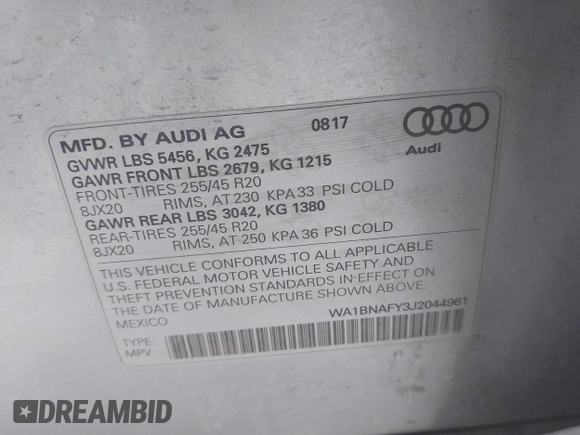 MFD. BY AUDI AG 0817
Audi
GVWR LBS 5456, KG 2475
GAWR FRONT LBS 2679, KG 1215
FRONT-TIRES 255/45 R20
8JX20 RIMS, AT 230 KPA 33 PSI COLD
GAWR REAR LBS 3042, KG 1380
REAR-TIRES 255/45 R20
8JX20 RIMS, AT 250 KPA 36 PSI COLD
THIS VEHICLE CONFORMS TO ALL APPLICABLE
U.S. FEDERAL MOTOR VEHICLE SAFETY AND
THEFT PREVENTION STANDARDS IN EFFECT ON
THE DATE OF MANUFACTURE SHOWN ABOVE.
MEXICO
WA1BNAFY3J2044961
TYPE:
MPV
DREAMBID